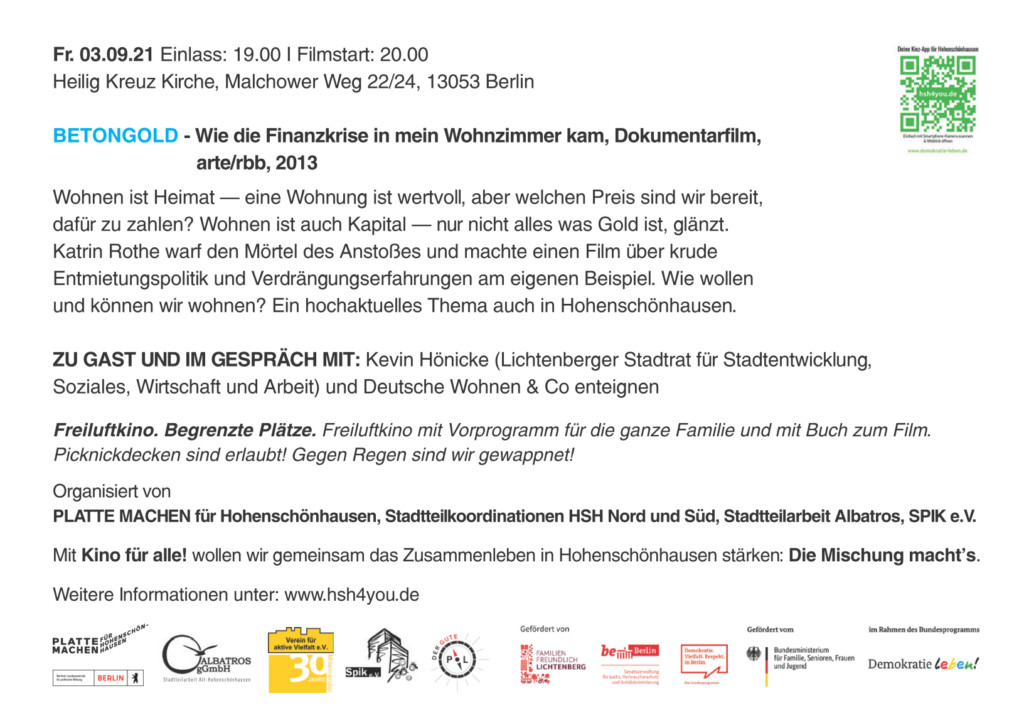 Fr. 03.09.21 Einlass: 19.00 I Filmstart: 20.00
Heilig Kreuz Kirche, Malchower Weg 22/24, 13053 Berlin
Deine Kiez-App für Hohenschönhausen
hsh4you.de
Einfach mit Smartphone-Kamera scannen
& Weblink öffnen
www.demokratie-leben.de
BETONGOLD - Wie die Finanzkrise in mein Wohnzimmer kam, Dokumentarfilm,
arte/rbb, 2013
Wohnen ist Heimat — eine Wohnung ist wertvoll, aber welchen Preis sind wir bereit,
dafür zu zahlen? Wohnen ist auch Kapital — nur nicht alles was Gold ist, glänzt.
Katrin Rothe warf den Mörtel des Anstoßes und machte einen Film über krude
Entmietungspolitik und Verdrängungserfahrungen am eigenen Beispiel. Wie wollen
und können wir wohnen? Ein hochaktuelles Thema auch in Hohenschönhausen.
ZU GAST UND IM GESPRÄCH MIT: Kevin Hönicke (Lichtenberger Stadtrat für Stadtentwicklung,
Soziales, Wirtschaft und Arbeit) und Deutsche Wohnen & Co enteignen
Freiluftkino. Begrenzte Plätze. Freiluftkino mit Vorprogramm für die ganze Familie und mit Buch zum Film.
Picknickdecken sind erlaubt! Gegen Regen sind wir gewappnet!
Organisiert von
PLATTE MACHEN für Hohenschönhausen, Stadtteilkoordinationen HSH Nord und Süd, Stadtteilarbeit Albatros, SPIK e.V.
Mit Kino für alle! wollen wir gemeinsam das Zusammenleben in Hohenschönhausen stärken: Die Mischung macht's.
Weitere Informationen unter: www.hsh4you.de
PLATTE MACHEN FÜR HOHENSCHÖN-HAUSEN
BERLIN
ALBATROS
gGmbH
Stadtteilarbeit Alt-Hohenschönhausen
Verein für
aktive Vielfalt e.V.
30
Spik e.V.
DER GUTE
POL
Gefördert von
FAMILIEN
FREUNDLICH
LICHTENBERG
Berlin
Senatsverwaltung
für Justiz, Verbraucherschutz
und Antidiskriminierung
Demokratie.
Vielfalt. Respekt.
In Berlin.
Gefördert vom
Bundesministerium
für Familie, Senioren, Frauen
und Jugend
im Rahmen des Bundesprogramms
Demokratie leben!